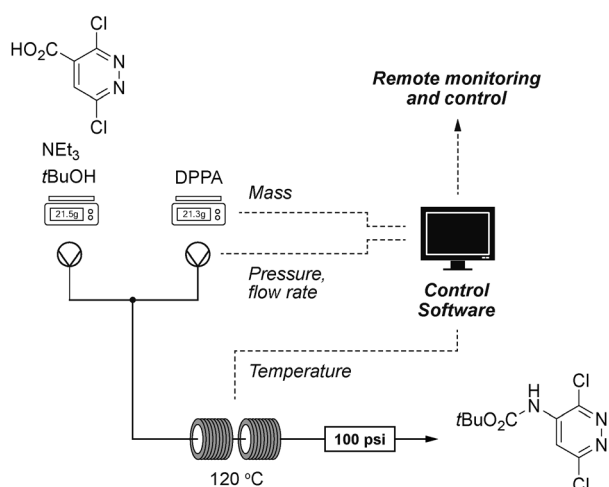 Cl
HO2C
N
N
Cl
NEt3
tBuOH
DPPA
21.5g
21.3g
Mass
Pressure,
flow rate
Remote monitoring
and control
Control
Software
Temperature
100 psi
120 °C
H
N
Cl
tBuO2C
N
N
Cl